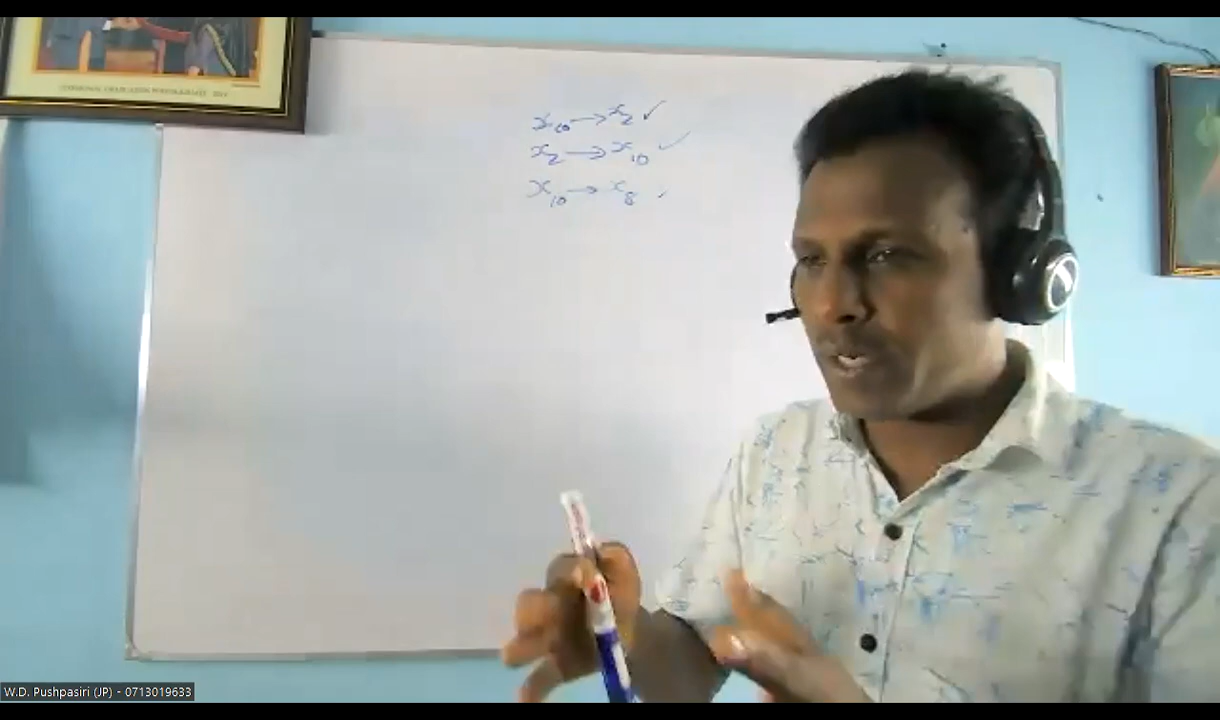 x₁₀ → x₂ ✓
x₂ → x₁₀ ✓
x₁₀ → x₈ ✓
W.D. Pushpasiri (JP) - 0713019633